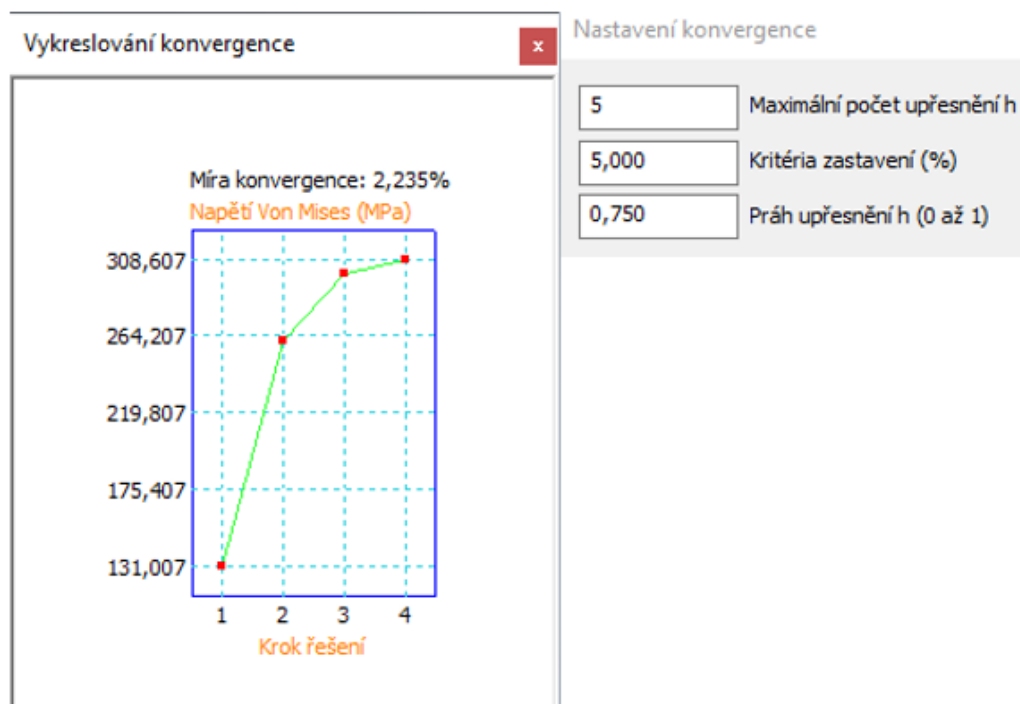 Vykreslování konvergence
x
Míra konvergence: 2,235%
Napětí Von Mises (MPa)
308,607
264,207
219,807
175,407
131,007
1 2 3 4
Krok řešení
Nastavení konvergence
5 Maximální počet upřesnění h
5,000 Kritéria zastavení (%)
0,750 Práh upřesnění h (0 až 1)